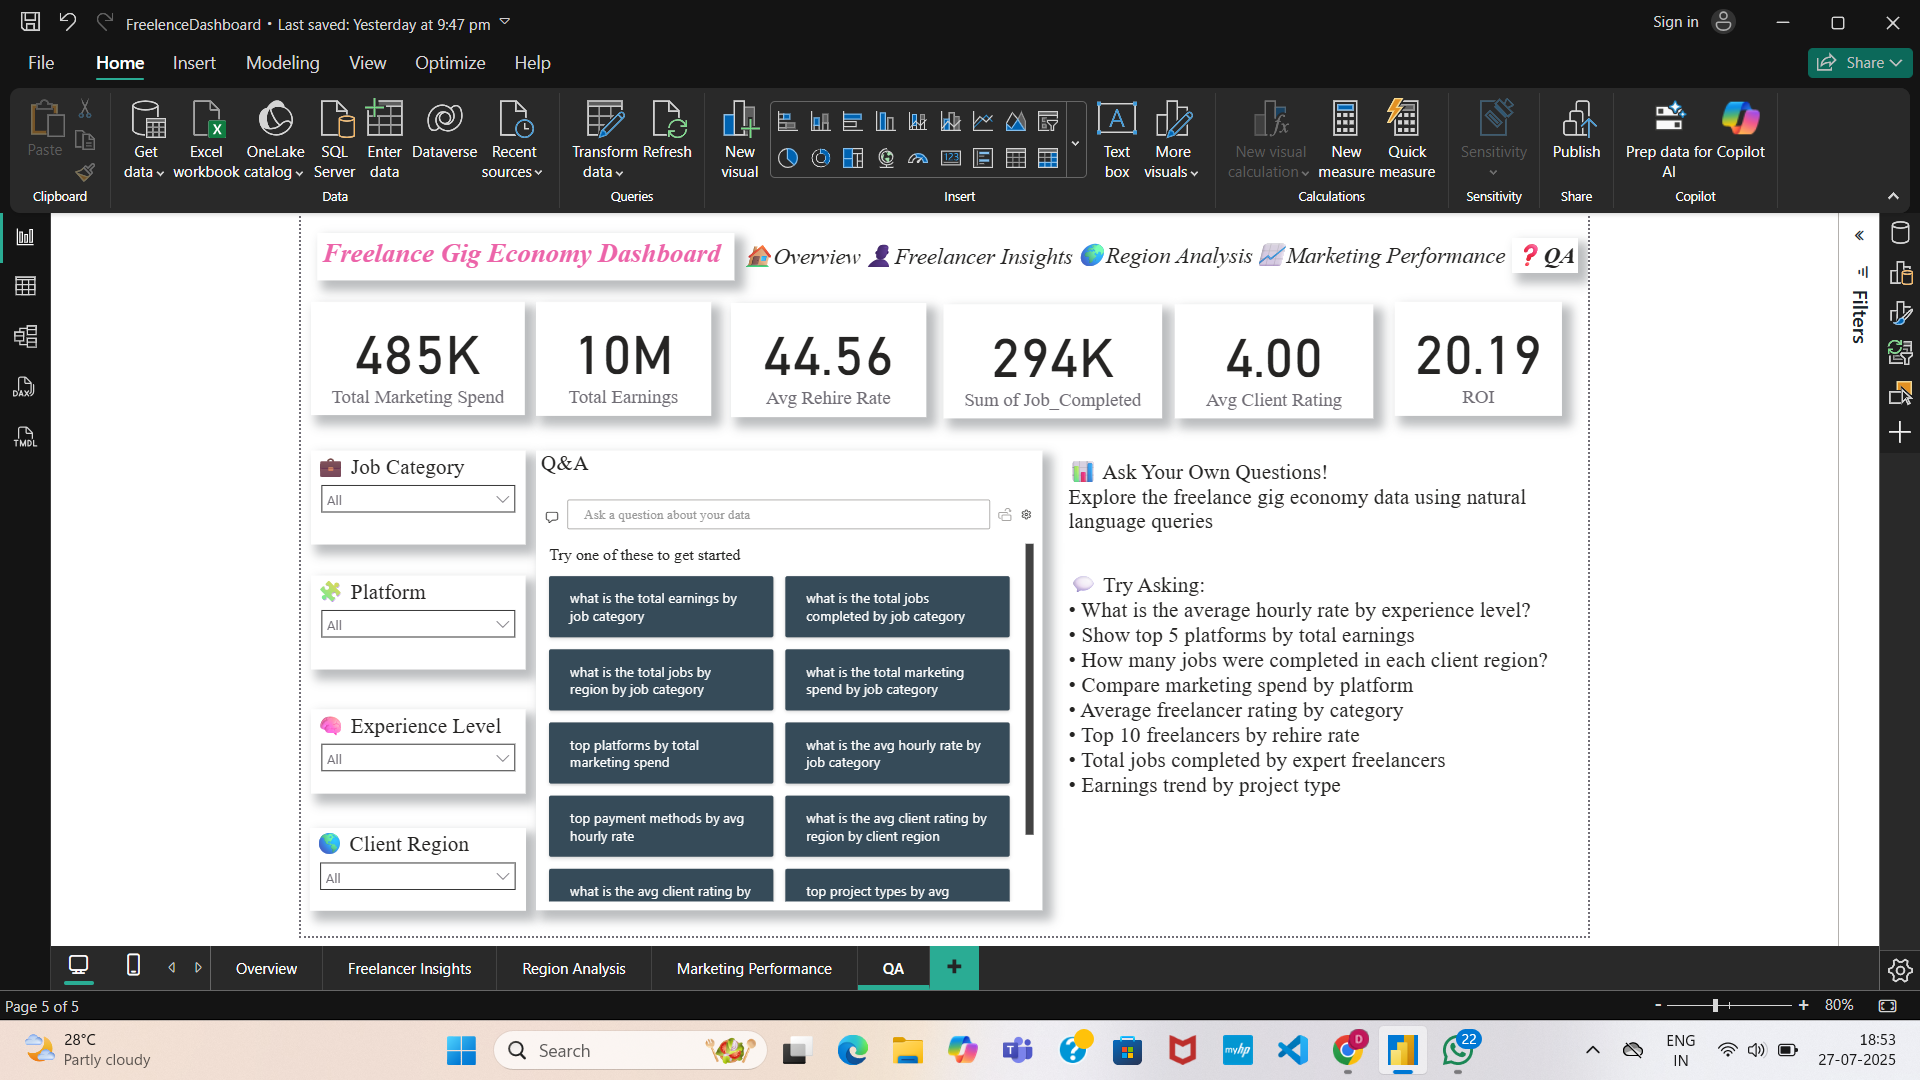 FreelenceDashboard • Last saved: Yesterday at 9:47 pm
Sign in
File
Home
Insert
Modeling
View
Optimize
Help
Share
Paste
Get data
Excel workbook
OneLake catalog
SQL Server
Enter data
Dataverse
Recent sources
Transform data
Refresh
New visual
Text box
More visuals
New visual calculation
New measure
Quick measure
Sensitivity
Publish
Prep data for AI
Copilot
Clipboard
Data
Queries
Insert
Calculations
Sensitivity
Share
Copilot
DAX
TMDL
Freelance Gig Economy Dashboard
Overview
Freelancer Insights
Region Analysis
Marketing Performance
QA
Filters
485K
Total Marketing Spend
10M
Total Earnings
44.56
Avg Rehire Rate
294K
Sum of Job_Completed
4.00
Avg Client Rating
20.19
ROI
Job Category
All
Platform
All
Experience Level
All
Client Region
All
Q&A
Ask a question about your data
Try one of these to get started
what is the total earnings by
job category
what is the total jobs
completed by job category
what is the total jobs by
region by job category
what is the total marketing
spend by job category
top platforms by total
marketing spend
what is the avg hourly rate by
job category
top payment methods by avg
hourly rate
what is the avg client rating by
region by client region
what is the avg client rating by
top project types by avg
Ask Your Own Questions!
Explore the freelance gig economy data using natural
language queries
Try Asking:
• What is the average hourly rate by experience level?
• Show top 5 platforms by total earnings
• How many jobs were completed in each client region?
• Compare marketing spend by platform
• Average freelancer rating by category
• Top 10 freelancers by rehire rate
• Total jobs completed by expert freelancers
• Earnings trend by project type
Overview
Freelancer Insights
Region Analysis
Marketing Performance
QA
Page 5 of 5
- + 80%
28°C
Partly cloudy
Search
myhp
D
22
ENG
IN
18:53
27-07-2025